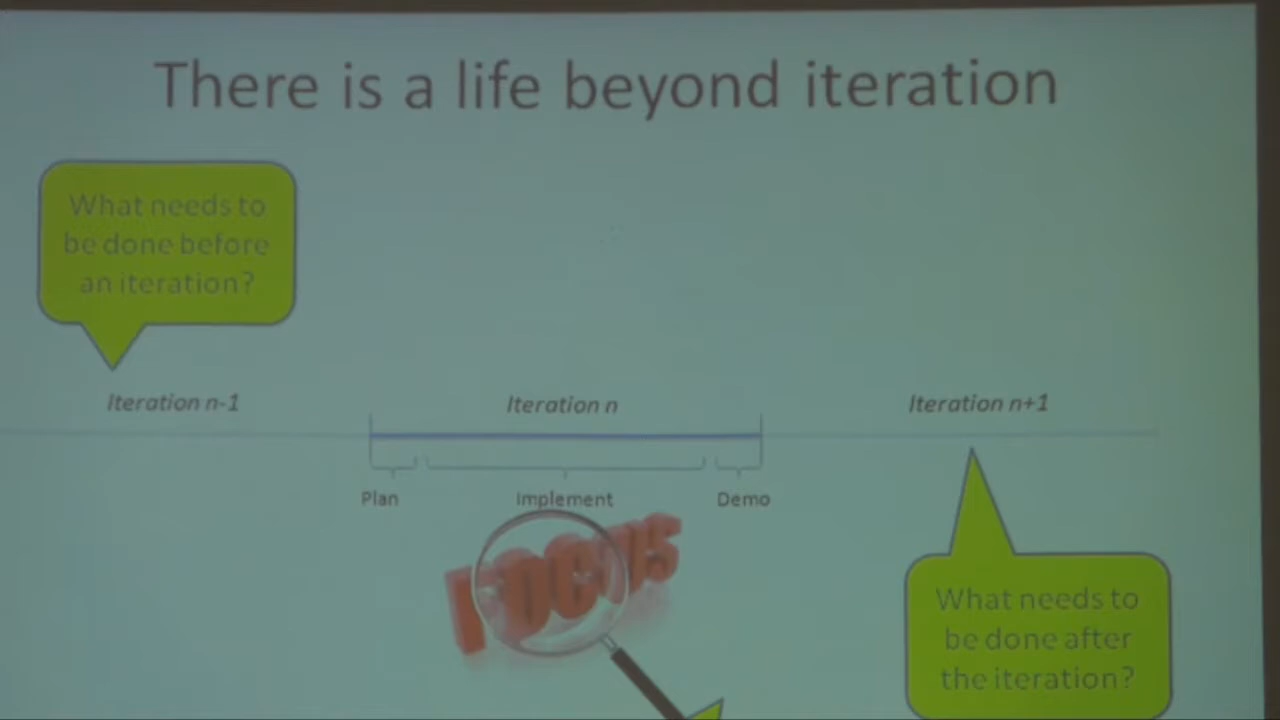 There is a life beyond iteration
What needs to
be done before
an iteration?
Iteration n-1
Iteration n
Iteration n+1
Plan
Implement
Demo
FOCUS
What needs to
be done after
the iteration?